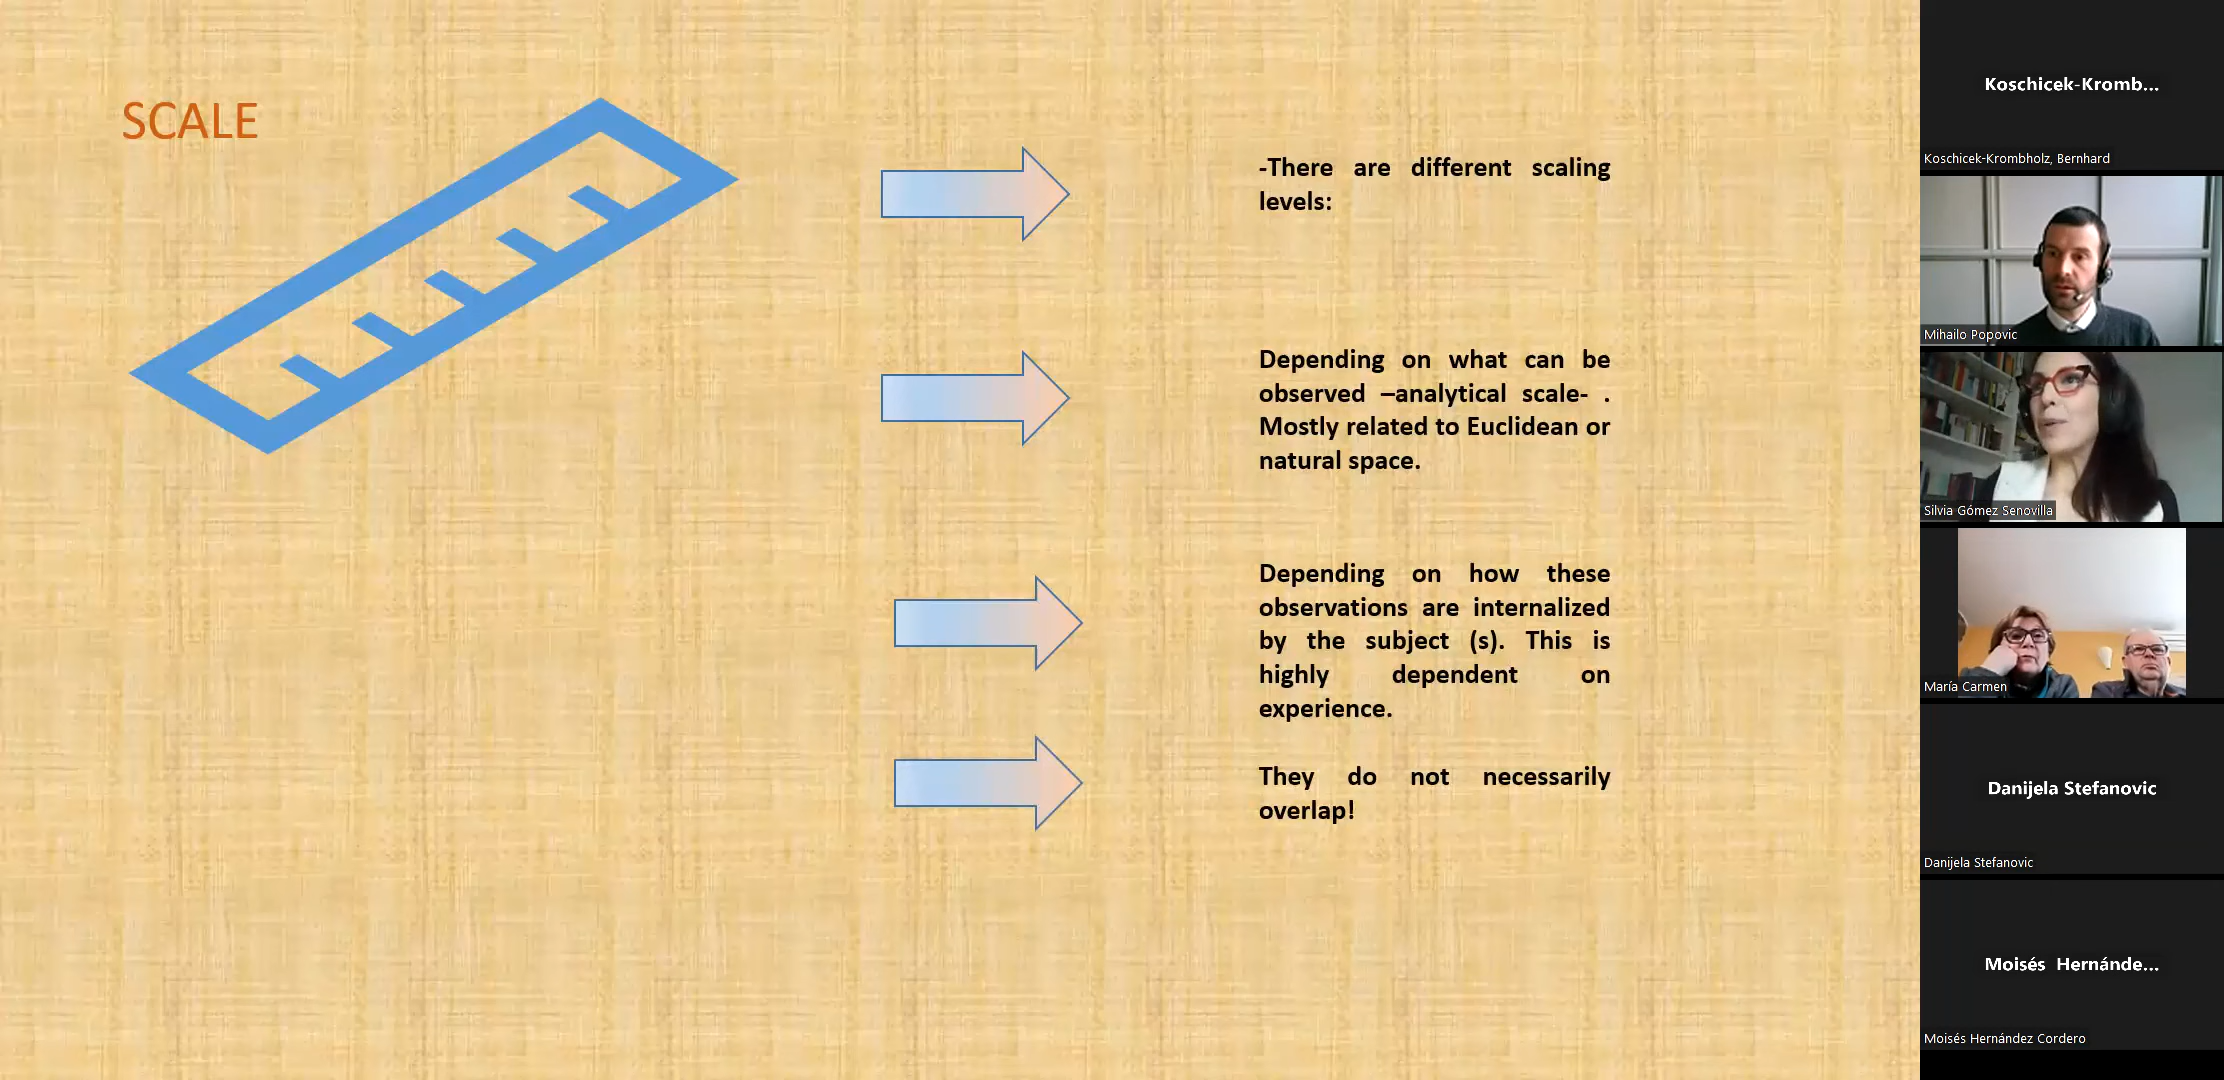 SCALE
-There are different scaling
levels:
Depending on what can be
observed –analytical scale- .
Mostly related to Euclidean or
natural space.
Depending on how these
observations are internalized
by the subject (s). This is
highly dependent on
experience.
They do not necessarily
overlap!
Koschicek-Kromb...
Koschicek-Krombholz, Bernhard
Mihailo Popovic
Silvia Gómez Senovilla
María Carmen
Danijela Stefanovic
Danijela Stefanovic
Moisés Hernánde...
Moisés Hernández Cordero